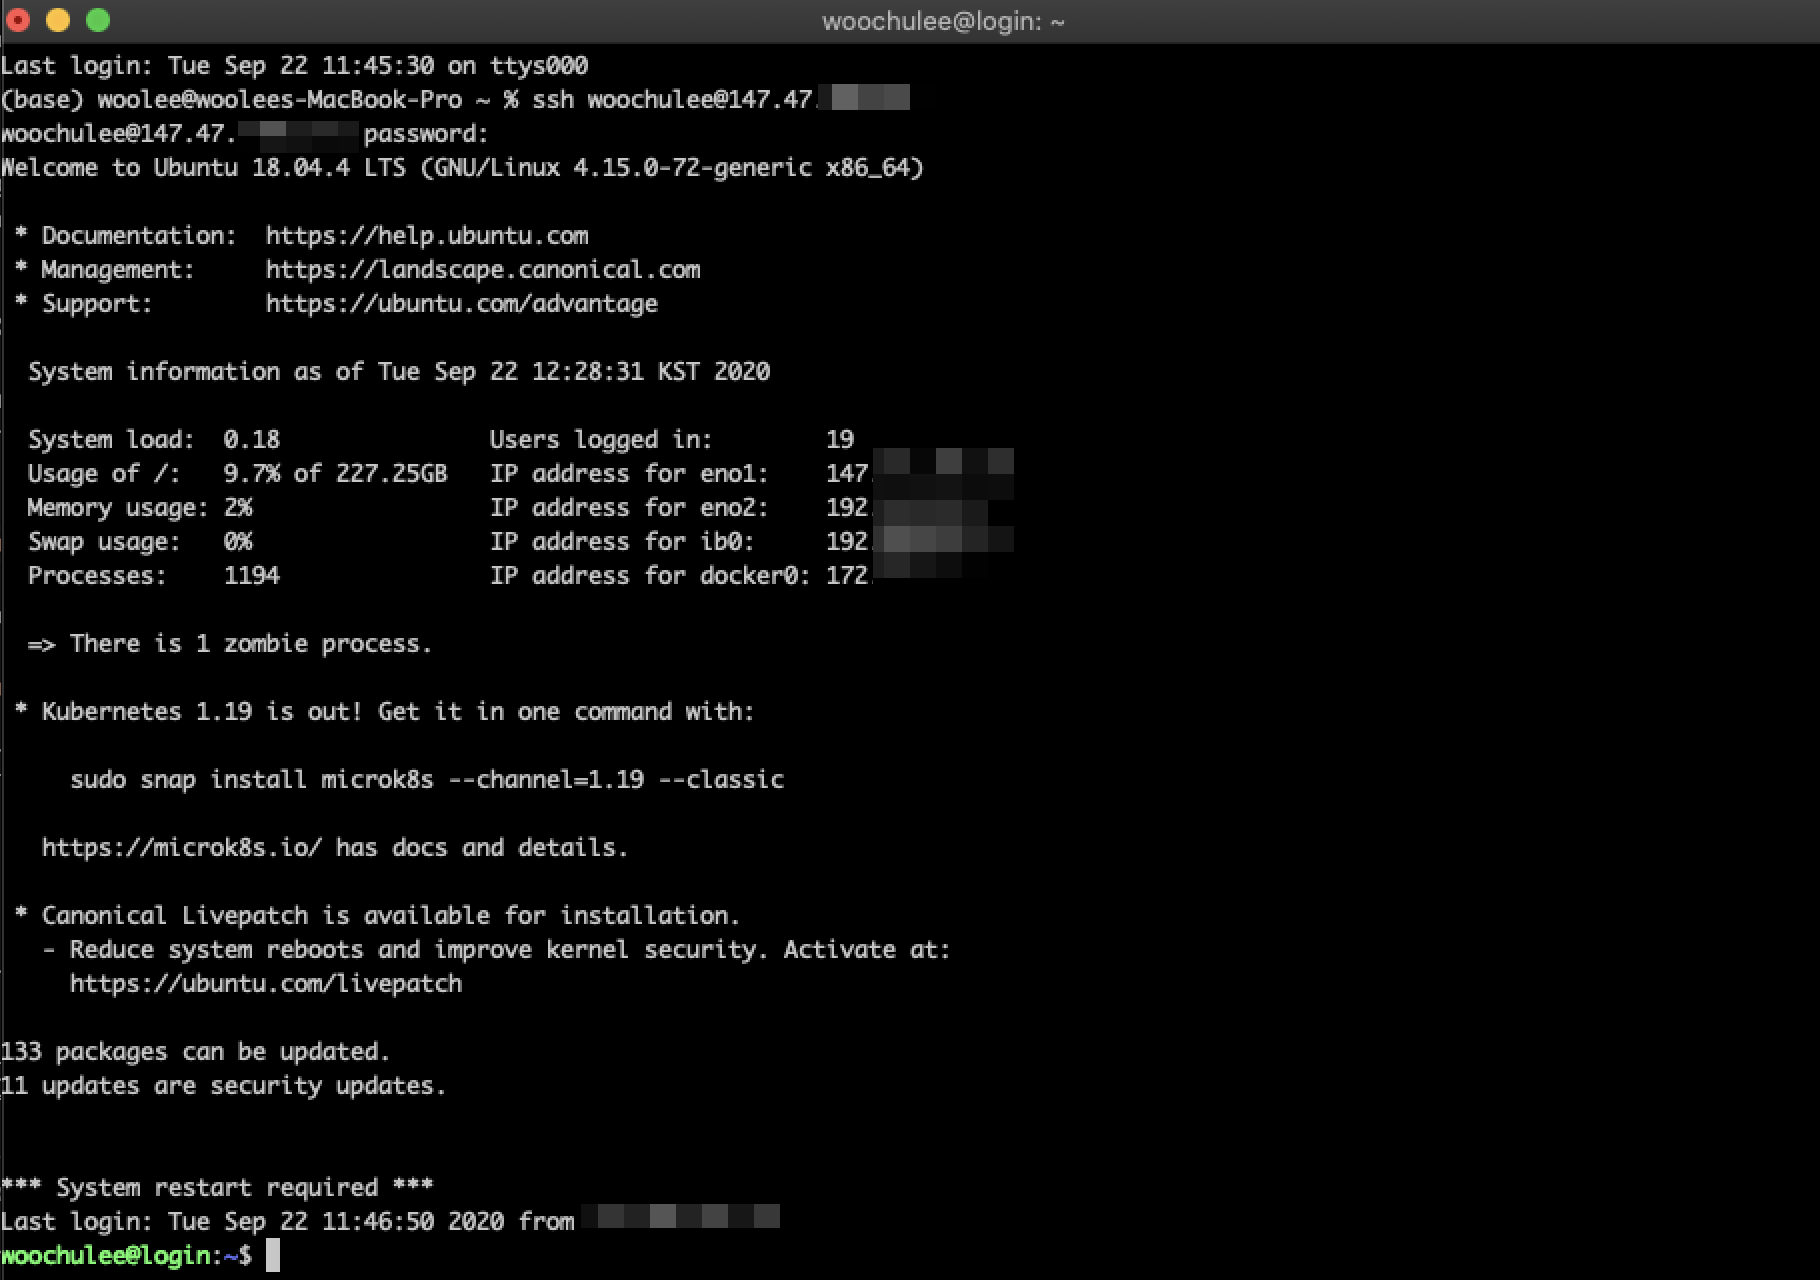 woochulee@login: ~
Last login: Tue Sep 22 11:45:30 on ttys000
(base) woolee@woolees-MacBook-Pro ~ % ssh woochulee@147.47.
woochulee@147.47. password:
Welcome to Ubuntu 18.04.4 LTS (GNU/Linux 4.15.0-72-generic x86_64)
* Documentation:  https://help.ubuntu.com
* Management:     https://landscape.canonical.com
* Support:        https://ubuntu.com/advantage
System information as of Tue Sep 22 12:28:31 KST 2020
System load:  0.18               Users logged in:        19
Usage of /:   9.7% of 227.25GB   IP address for eno1:    147.
Memory usage: 2%                 IP address for eno2:    192.
Swap usage:   0%                 IP address for ib0:     192.
Processes:    1194               IP address for docker0: 172.
=> There is 1 zombie process.
* Kubernetes 1.19 is out! Get it in one command with:
sudo snap install microk8s --channel=1.19 --classic
https://microk8s.io/ has docs and details.
* Canonical Livepatch is available for installation.
- Reduce system reboots and improve kernel security. Activate at:
https://ubuntu.com/livepatch
133 packages can be updated.
11 updates are security updates.
*** System restart required ***
Last login: Tue Sep 22 11:46:50 2020 from
woochulee@login:~$